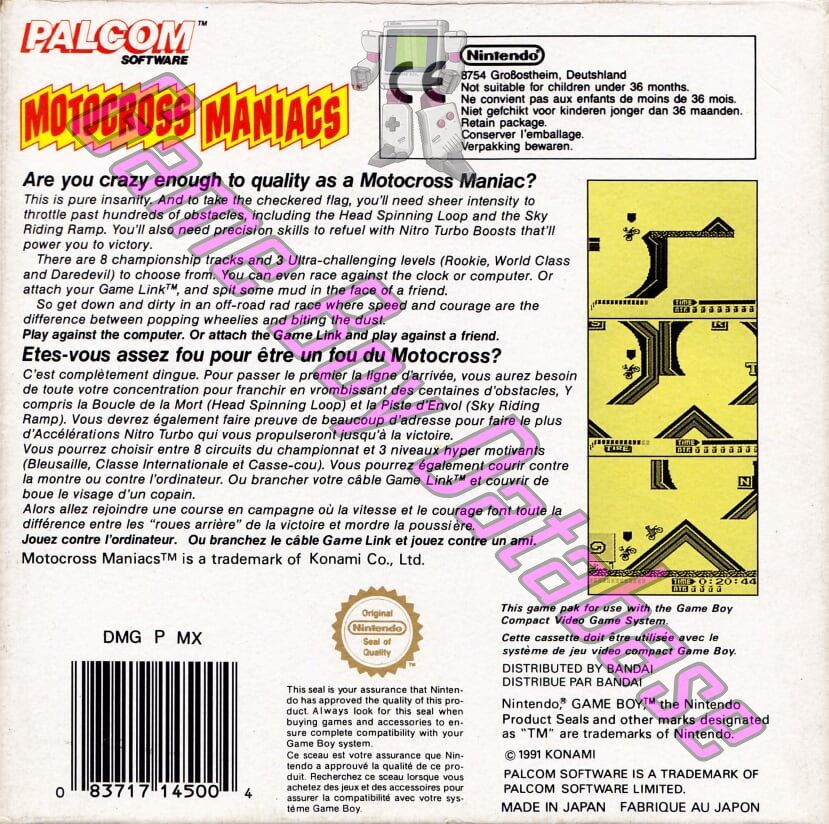 PALCOM™
SOFTWARE
MOTOCROSS MANIACS
CE
Nintendo®
8754 Großostheim, Deutshland
Not suitable for children under 36 months.
Ne convient pas aux enfants de moins de 36 mois.
Niet gefchikt voor kinderen jonger dan 36 maanden.
Retain package.
Conserver l'emballage.
Verpakking bewaren.
Are you crazy enough to quality as a Motocross Maniac?
This is pure insanity. And to take the checkered flag, you'll need sheer intensity to
throttle past hundreds of obstacles, including the Head Spinning Loop and the Sky
Riding Ramp. You'll also need precision skills to refuel with Nitro Turbo Boosts that'll
power you to victory.
There are 8 championship tracks and 3 Ultra-challenging levels (Rookie, World Class
and Daredevil) to choose from. You can even race against the clock or computer. Or
attach your Game Link™, and spit some mud in the face of a friend.
So get down and dirty in an off-road rad race where speed and courage are the
difference between popping wheelies and biting the dust.
Play against the computer. Or attach the Game Link and play against a friend.
Etes-vous assez fou pour être un fou du Motocross?
C'est complètement dingue. Pour passer le premier la ligne d'arrivée, vous aurez besoin
de toute votre concentration pour franchir en vrombissant des centaines d'obstacles, Y
compris la Boucle de la Mort (Head Spinning Loop) et la Piste d'Envol (Sky Riding
Ramp). Vous devrez également faire preuve de beaucoup d'adresse pour faire le plus
d'Accélérations Nitro Turbo qui vous propulseront jusqu'à la victoire.
Vous pourrez choisir entre 8 circuits du championnat et 3 niveaux hyper motivants
(Bleusaille, Classe Internationale et Casse-cou). Vous pourrez également courir contre
la montre ou contre l'ordinateur. Ou brancher votre câble Game Link™ et couvrir de
boue le visage d'un copain.
Alors allez rejoindre une course en campagne où la vitesse et le courage font toute la
différence entre les "roues arrière" de la victoire et mordre la poussière.
Jouez contre l'ordinateur. Ou branchez le câble Game Link et jouez contre un ami.
Motocross Maniacs™ is a trademark of Konami Co., Ltd.
TIME
TIME
TIME 0:20:44
This game pak for use with the Game Boy
Compact Video Game System.
Cette cassette doit être utilisée avec le
système de jeu vidéo compact Game Boy.
DISTRIBUTED BY BANDAI
DISTRIBUE PAR BANDAI
Nintendo,® GAME BOY,™ the Nintendo
Product Seals and other marks designated
as "TM" are trademarks of Nintendo.
© 1991 KONAMI
PALCOM SOFTWARE IS A TRADEMARK OF
PALCOM SOFTWARE LIMITED.
MADE IN JAPAN FABRIQUE AU JAPON
DMG P MX
0 83717 14500 4
Original
Nintendo
Seal of
Quality
This seal is your assurance that Ninten-
do has approved the quality of this pro-
duct. Always look for this seal when
buying games and accessories to en-
sure complete compatibility with your
Game Boy system.
Ce sceau est votre assurance que Nin-
tendo a approuvé la qualité de ce pro-
duit. Recherchez ce sceau lorsque vous
achetez des jeux et des accessoires pour
assurer la compatibilité avec votre sys-
tème Game Boy.
Game Boy Database